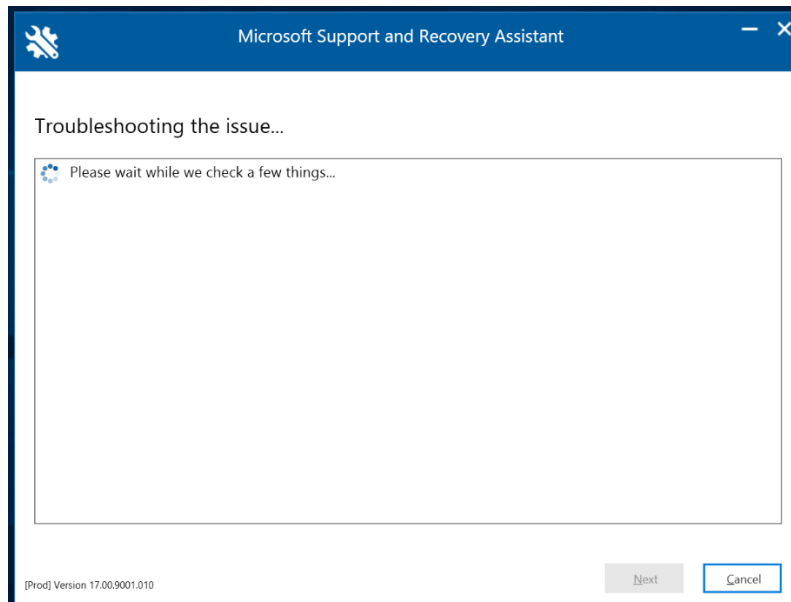 Microsoft Support and Recovery Assistant
Troubleshooting the issue...
Please wait while we check a few things...
[Prod] Version 17.00.9001.010
Next
Cancel